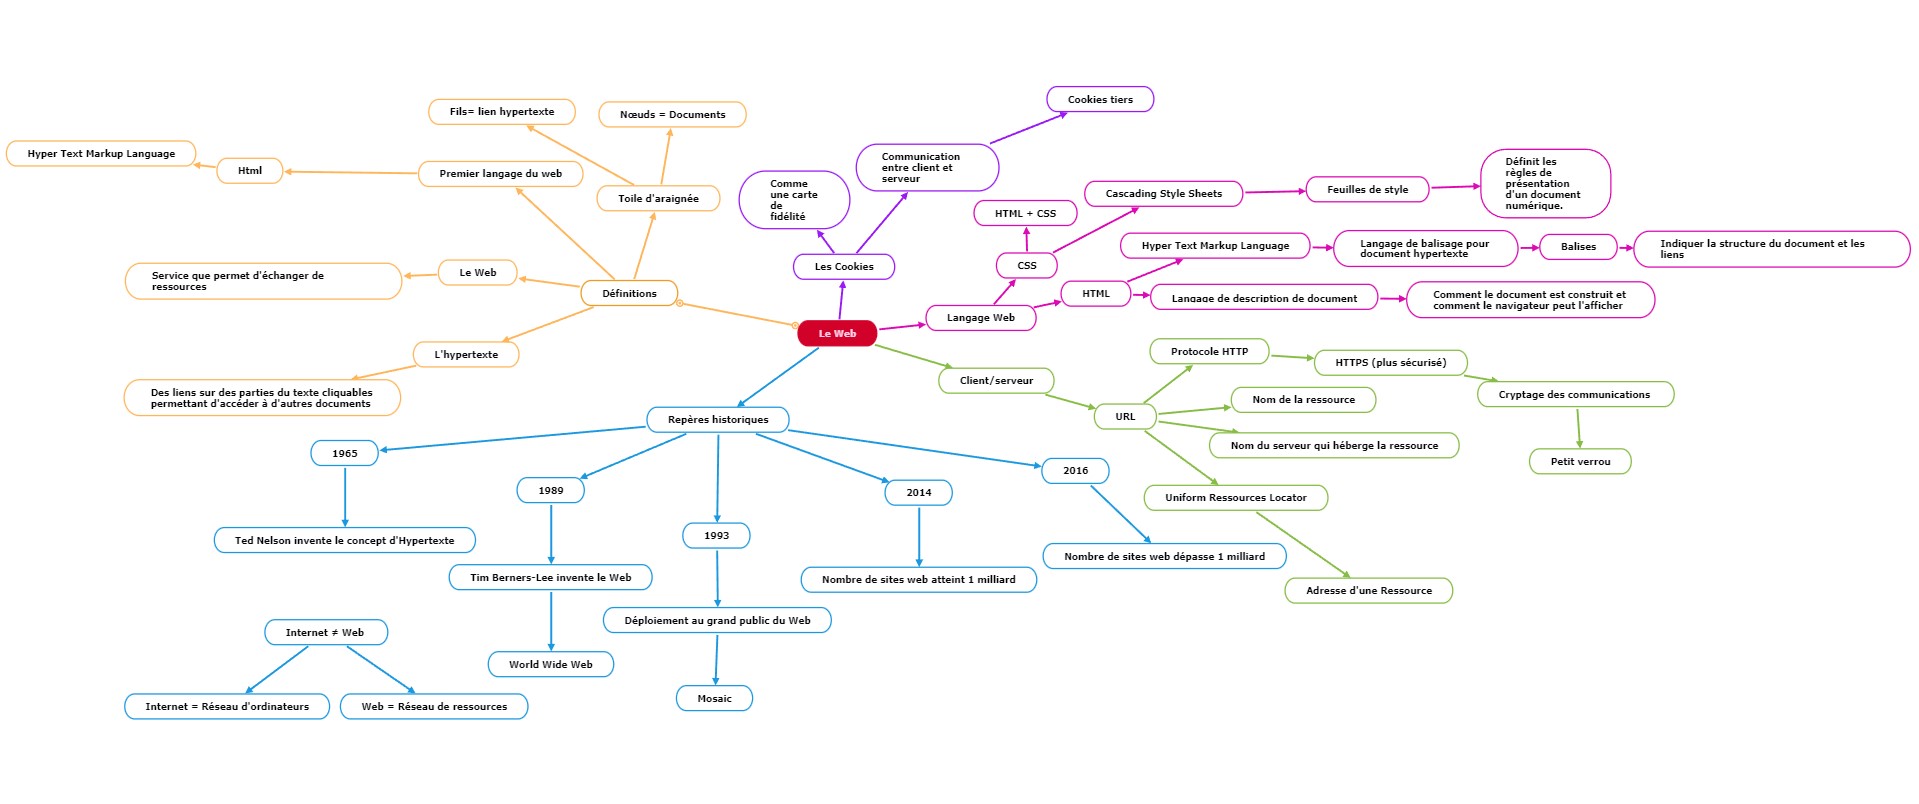 Cookies tiers
Fils= lien hypertexte
Nœuds = Documents
Hyper Text Markup Language
Html
Premier langage du web
Toile d'araignée
Communication
entre client et
serveur
Comme
une carte
de
fidélité
Les Cookies
Définit les
règles de
présentation
d'un document
numérique.
Cascading Style Sheets
Feuilles de style
HTML + CSS
CSS
Hyper Text Markup Language
Langage de balisage pour
document hypertexte
Balises
Indiquer la structure du document et les
liens
HTML
Langage de description de document
Comment le document est construit et
comment le navigateur peut l'afficher
Langage Web
Service que permet d'échanger de
ressources
Le Web
Définitions
Le Web
L'hypertexte
Des liens sur des parties du texte cliquables
permettant d'accéder à d'autres documents
Client/serveur
Protocole HTTP
HTTPS (plus sécurisé)
Cryptage des communications
Petit verrou
URL
Nom de la ressource
Nom du serveur qui héberge la ressource
Uniform Ressources Locator
Adresse d'une Ressource
Repères historiques
1965
1989
1993
2014
2016
Ted Nelson invente le concept d'Hypertexte
Tim Berners-Lee invente le Web
World Wide Web
Déploiement au grand public du Web
Mosaic
Nombre de sites web atteint 1 milliard
Nombre de sites web dépasse 1 milliard
Internet ≠ Web
Internet = Réseau d'ordinateurs
Web = Réseau de ressources